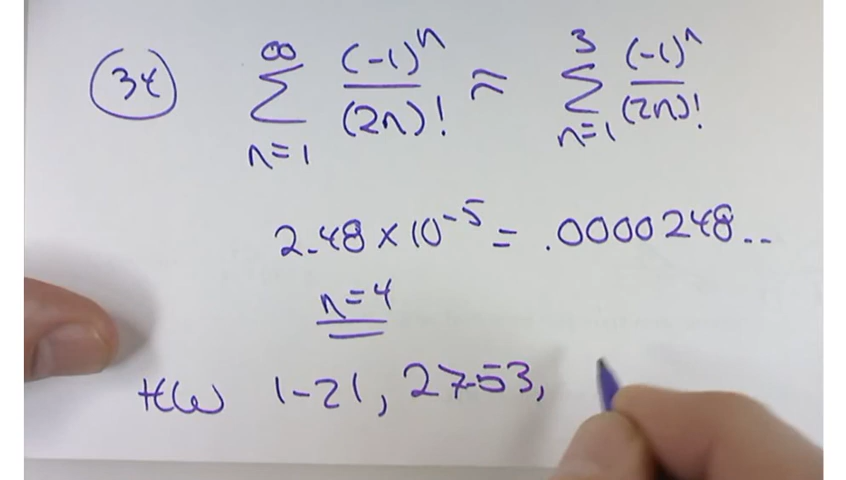 34 ∞ ∑ n=1 (-1)^n / (2n)! ≈ 3 ∑ n=1 (-1)^n / (2n)!
2.48 × 10^-5 = .0000248..
n=4
HW 1-21, 27-53,